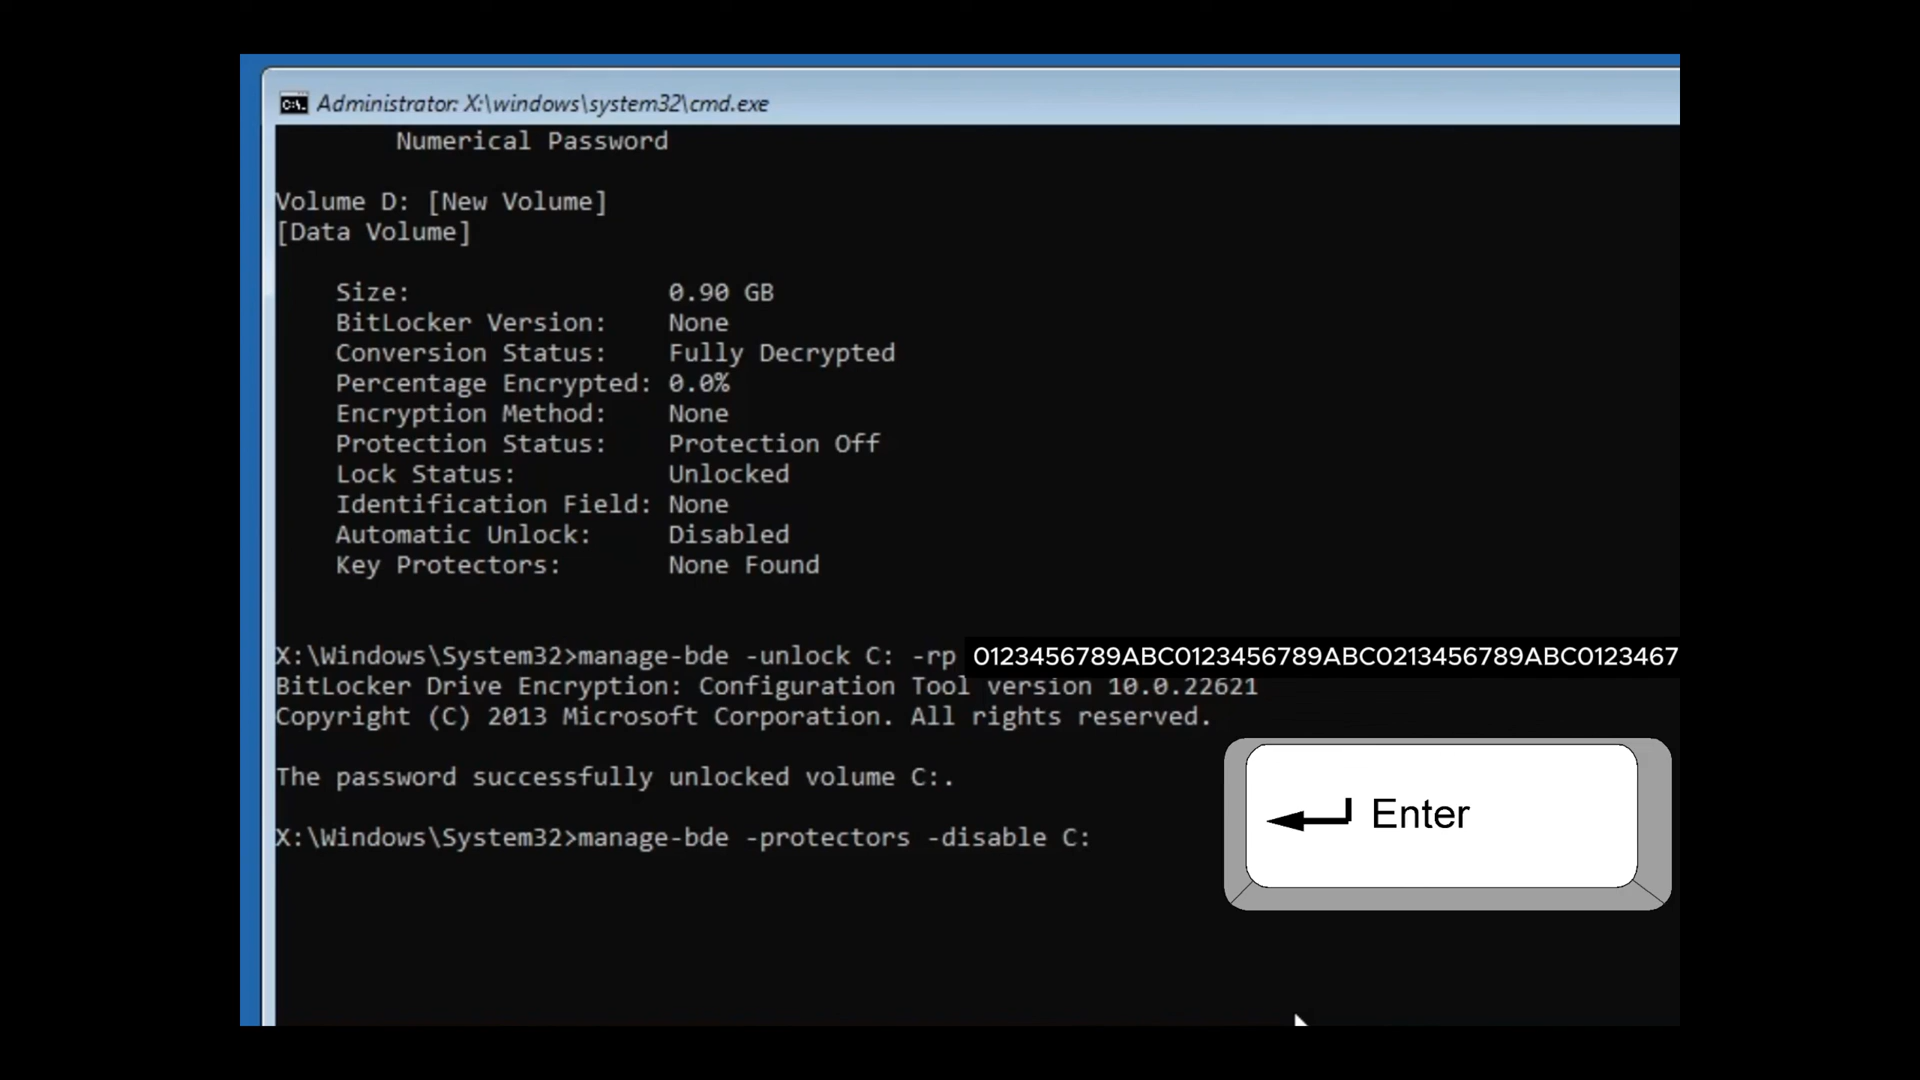 Administrator: X:\windows\system32\cmd.exe
Numerical Password
Volume D: [New Volume]
[Data Volume]
Size: 0.90 GB
BitLocker Version: None
Conversion Status: Fully Decrypted
Percentage Encrypted: 0.0%
Encryption Method: None
Protection Status: Protection Off
Lock Status: Unlocked
Identification Field: None
Automatic Unlock: Disabled
Key Protectors: None Found
X:\Windows\System32>manage-bde -unlock C: -rp 0123456789ABC0123456789ABC0213456789ABC0123467
BitLocker Drive Encryption: Configuration Tool version 10.0.22621
Copyright (C) 2013 Microsoft Corporation. All rights reserved.
The password successfully unlocked volume C:.
X:\Windows\System32>manage-bde -protectors -disable C:
Enter